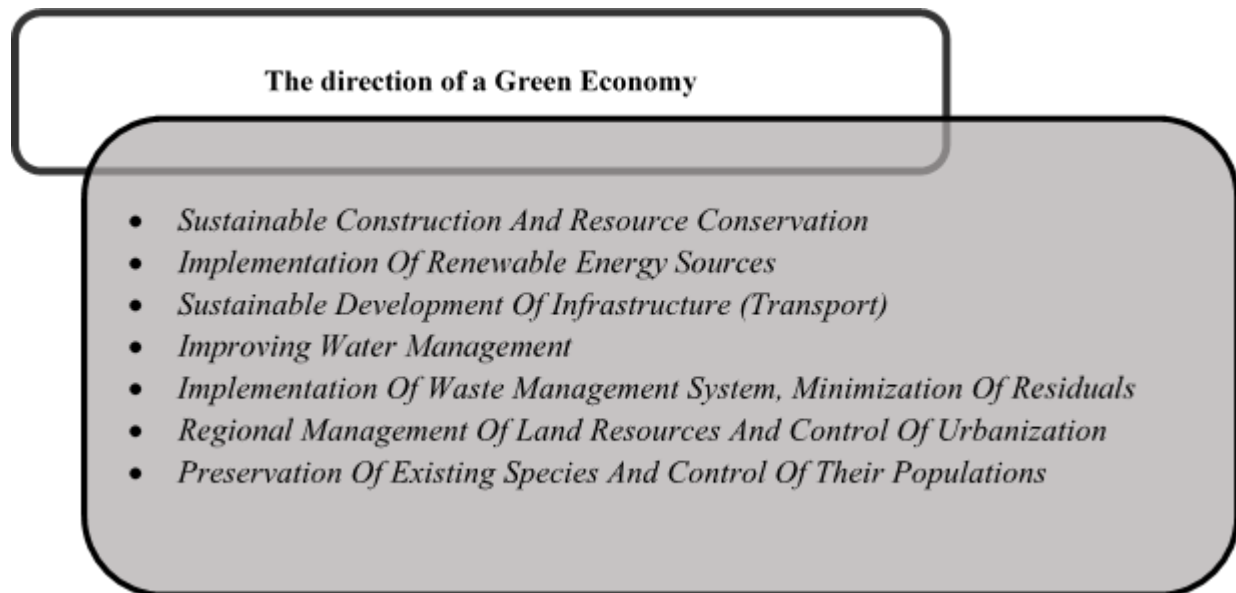 The direction of a Green Economy
• Sustainable Construction And Resource Conservation
• Implementation Of Renewable Energy Sources
• Sustainable Development Of Infrastructure (Transport)
• Improving Water Management
• Implementation Of Waste Management System, Minimization Of Residuals
• Regional Management Of Land Resources And Control Of Urbanization
• Preservation Of Existing Species And Control Of Their Populations